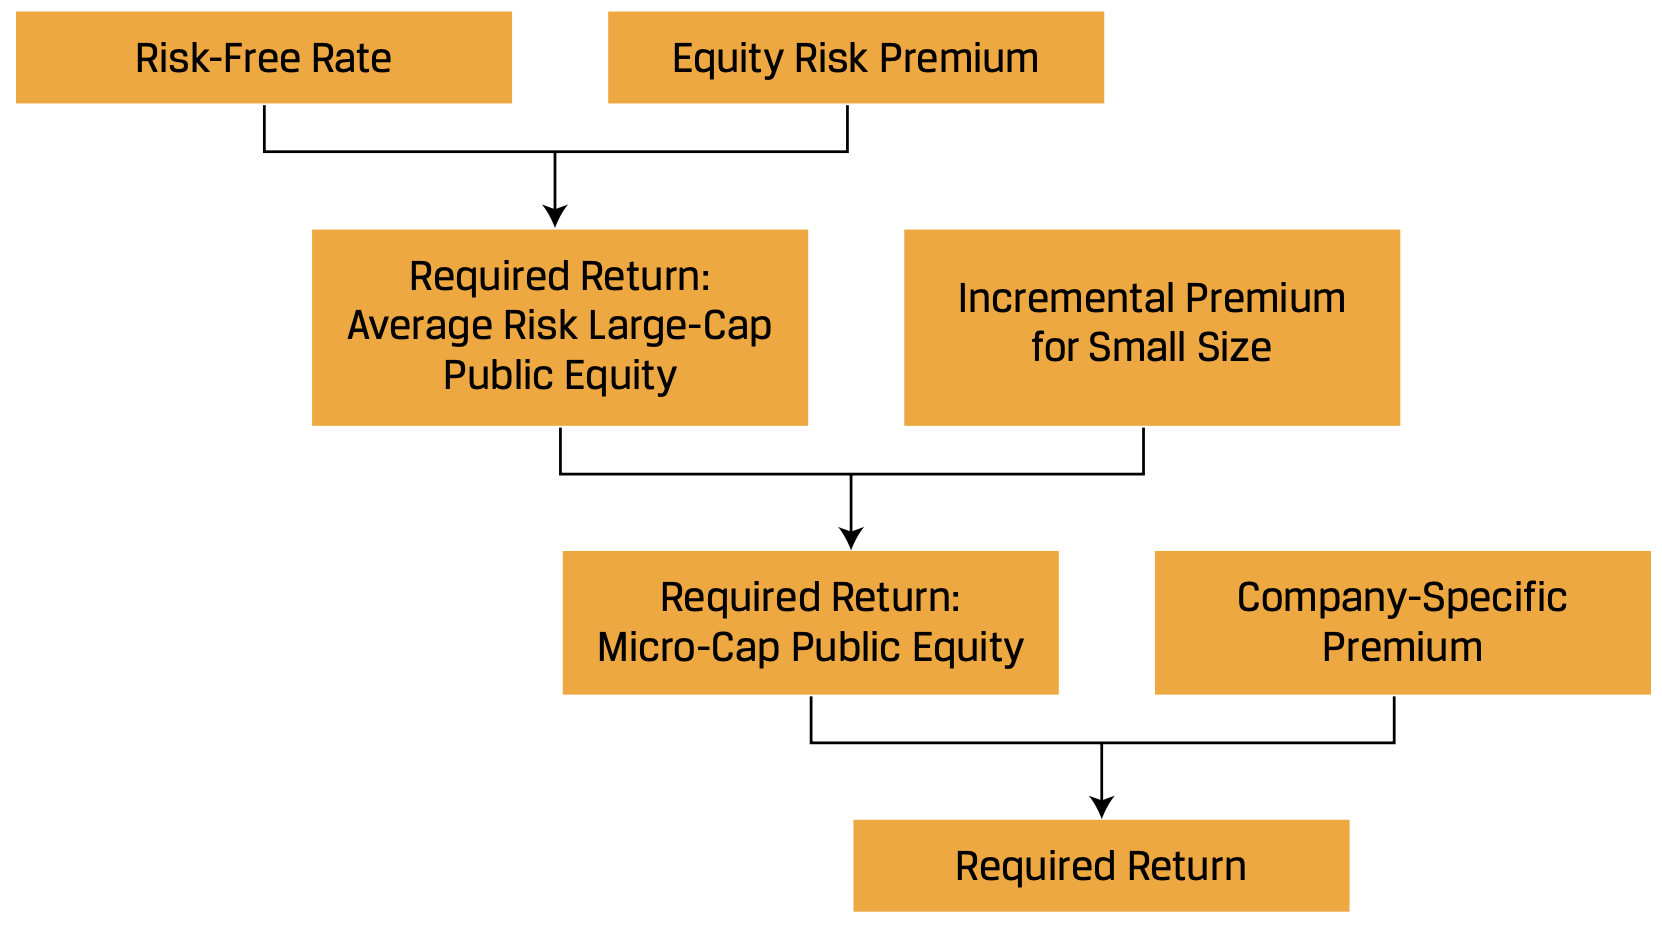 Risk-Free Rate
Equity Risk Premium
Required Return:
Average Risk Large-Cap
Public Equity
Incremental Premium
for Small Size
Required Return:
Micro-Cap Public Equity
Company-Specific
Premium
Required Return